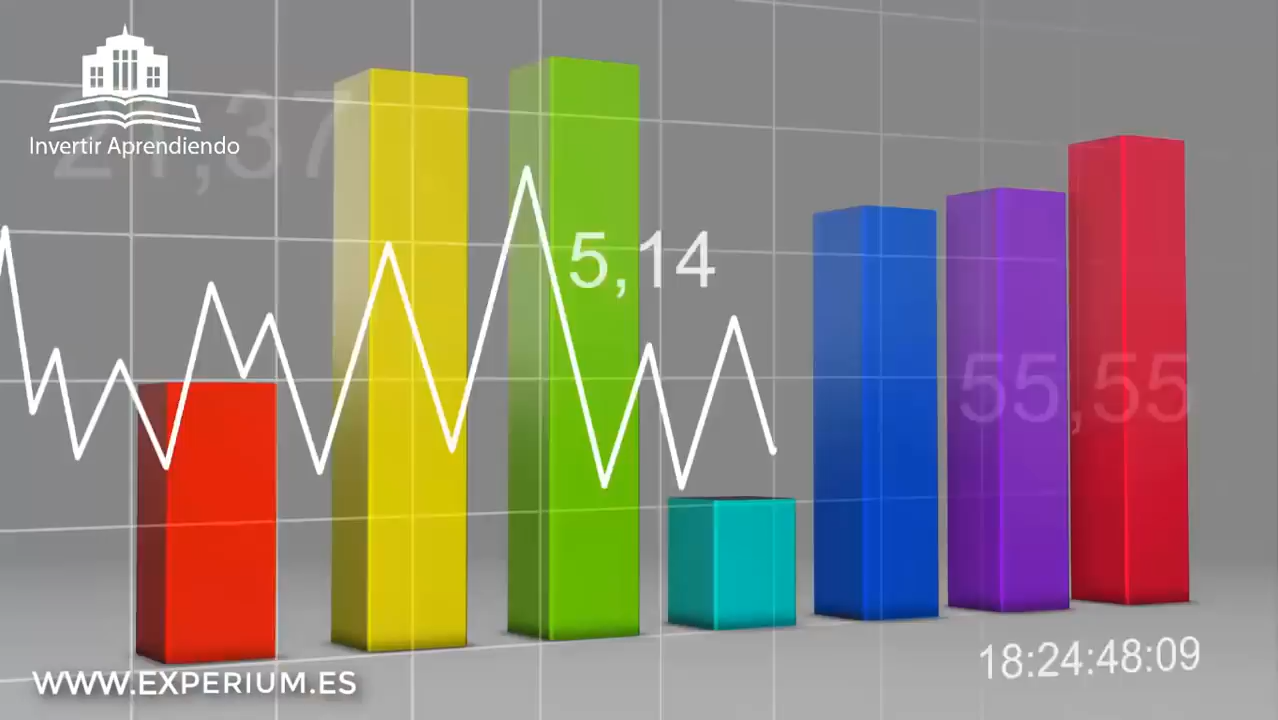 21,37
Invertir Aprendiendo
5,14
55,55
18:24:48:09
WWW.EXPERIUM.ES